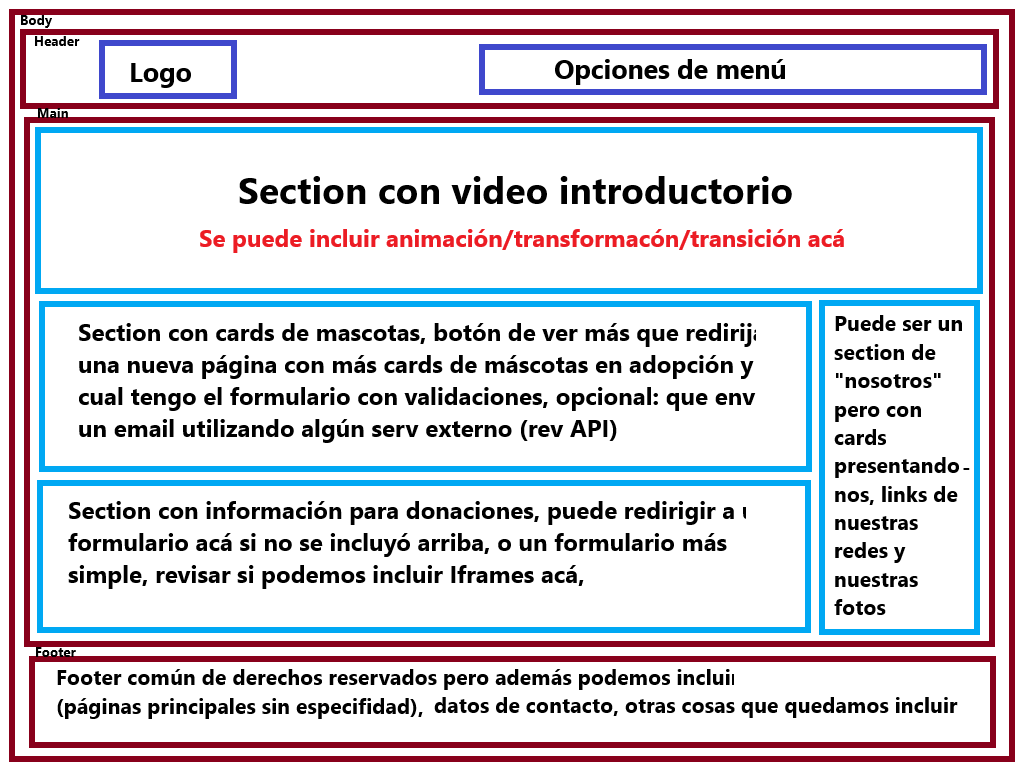 Body
Header
Logo
Opciones de menú
Main
Section con video introductorio
Se puede incluir animación/transformacón/transición acá
Section con cards de mascotas, botón de ver más que
una nueva página con más cards de máscotas en adopción y
cual tengo el formulario con validaciones, opcional: que
un email utilizando algún serv externo (rev API)
Puede ser un
section de
"nosotros"
pero con
cards
presentando-
nos, links de
nuestras
redes y
nuestras
fotos
Section con información para donaciones, puede redirigir a
formulario acá si no se incluyó arriba, o un formulario más
simple, revisar si podemos incluir Iframes acá,
Footer
Footer común de derechos reservados pero además podemos incluir
(páginas principales sin especifidad), datos de contacto, otras cosas que quedamos incluir